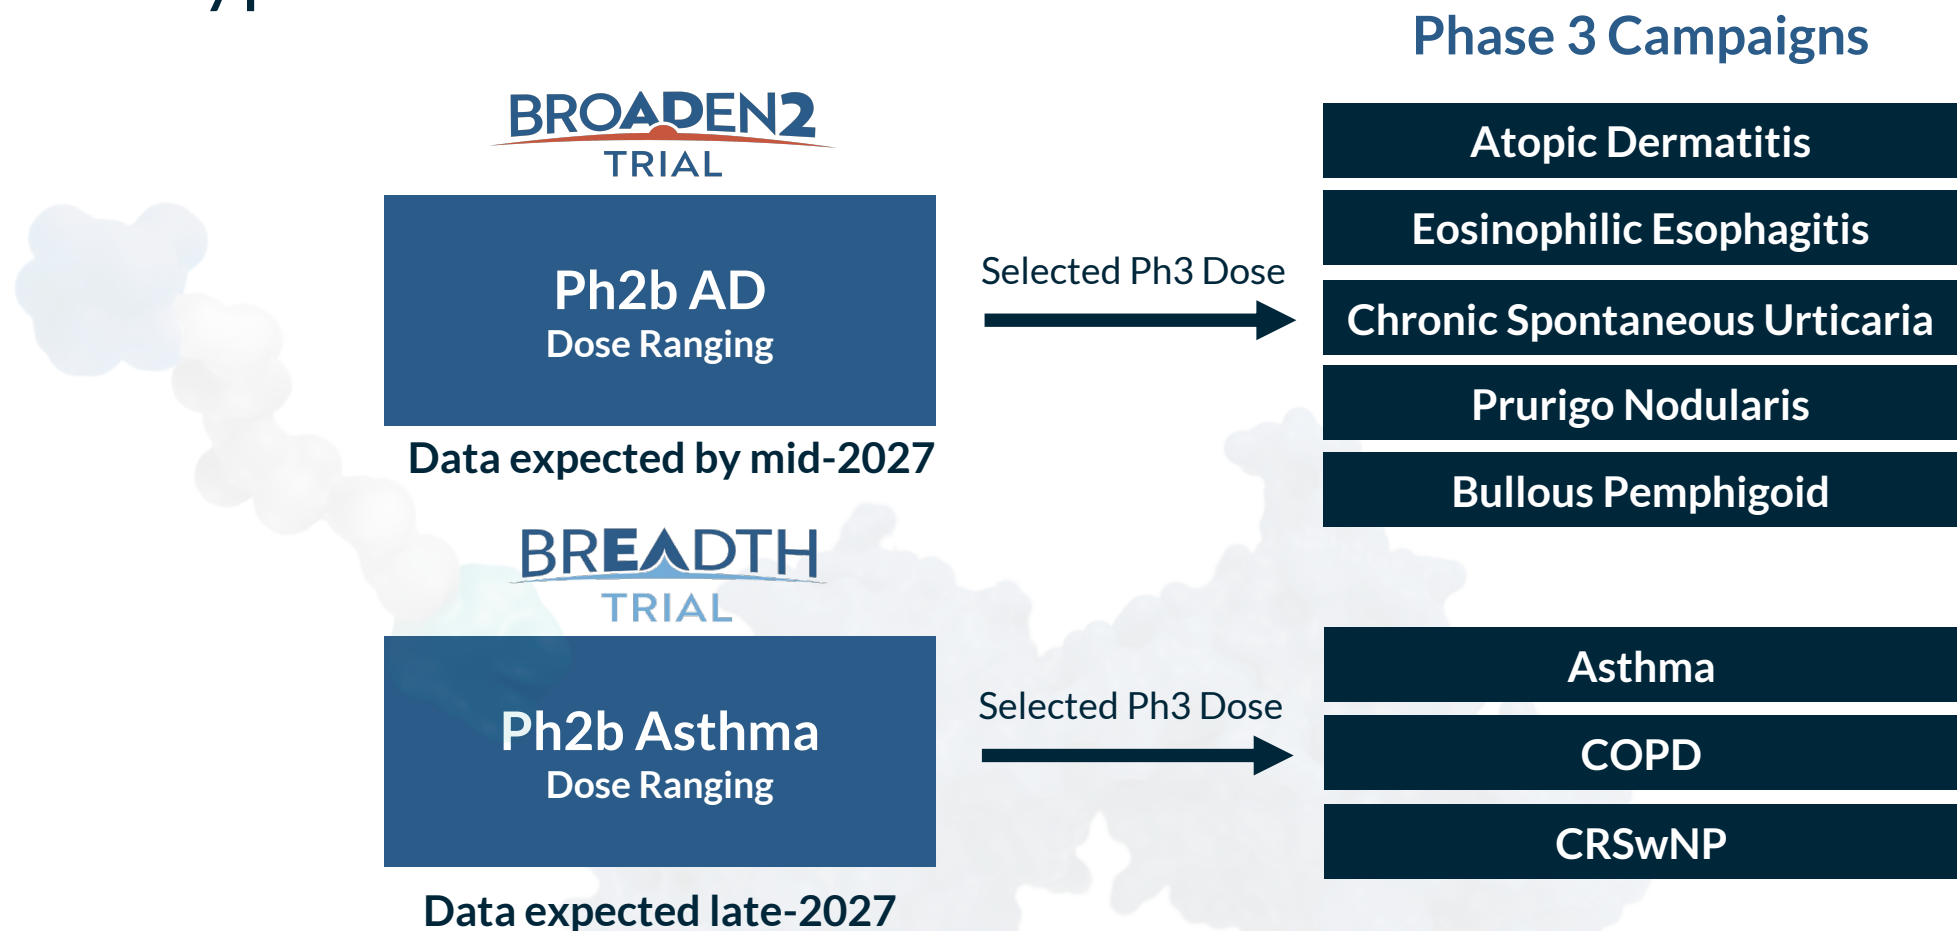 Phase 3 Campaigns
BROADEN2
TRIAL
Ph2b AD
Dose Ranging
Data expected by mid-2027
Selected Ph3 Dose
Atopic Dermatitis
Eosinophilic Esophagitis
Chronic Spontaneous Urticaria
Prurigo Nodularis
Bullous Pemphigoid
BREADTH
TRIAL
Ph2b Asthma
Dose Ranging
Data expected late-2027
Selected Ph3 Dose
Asthma
COPD
CRSwNP